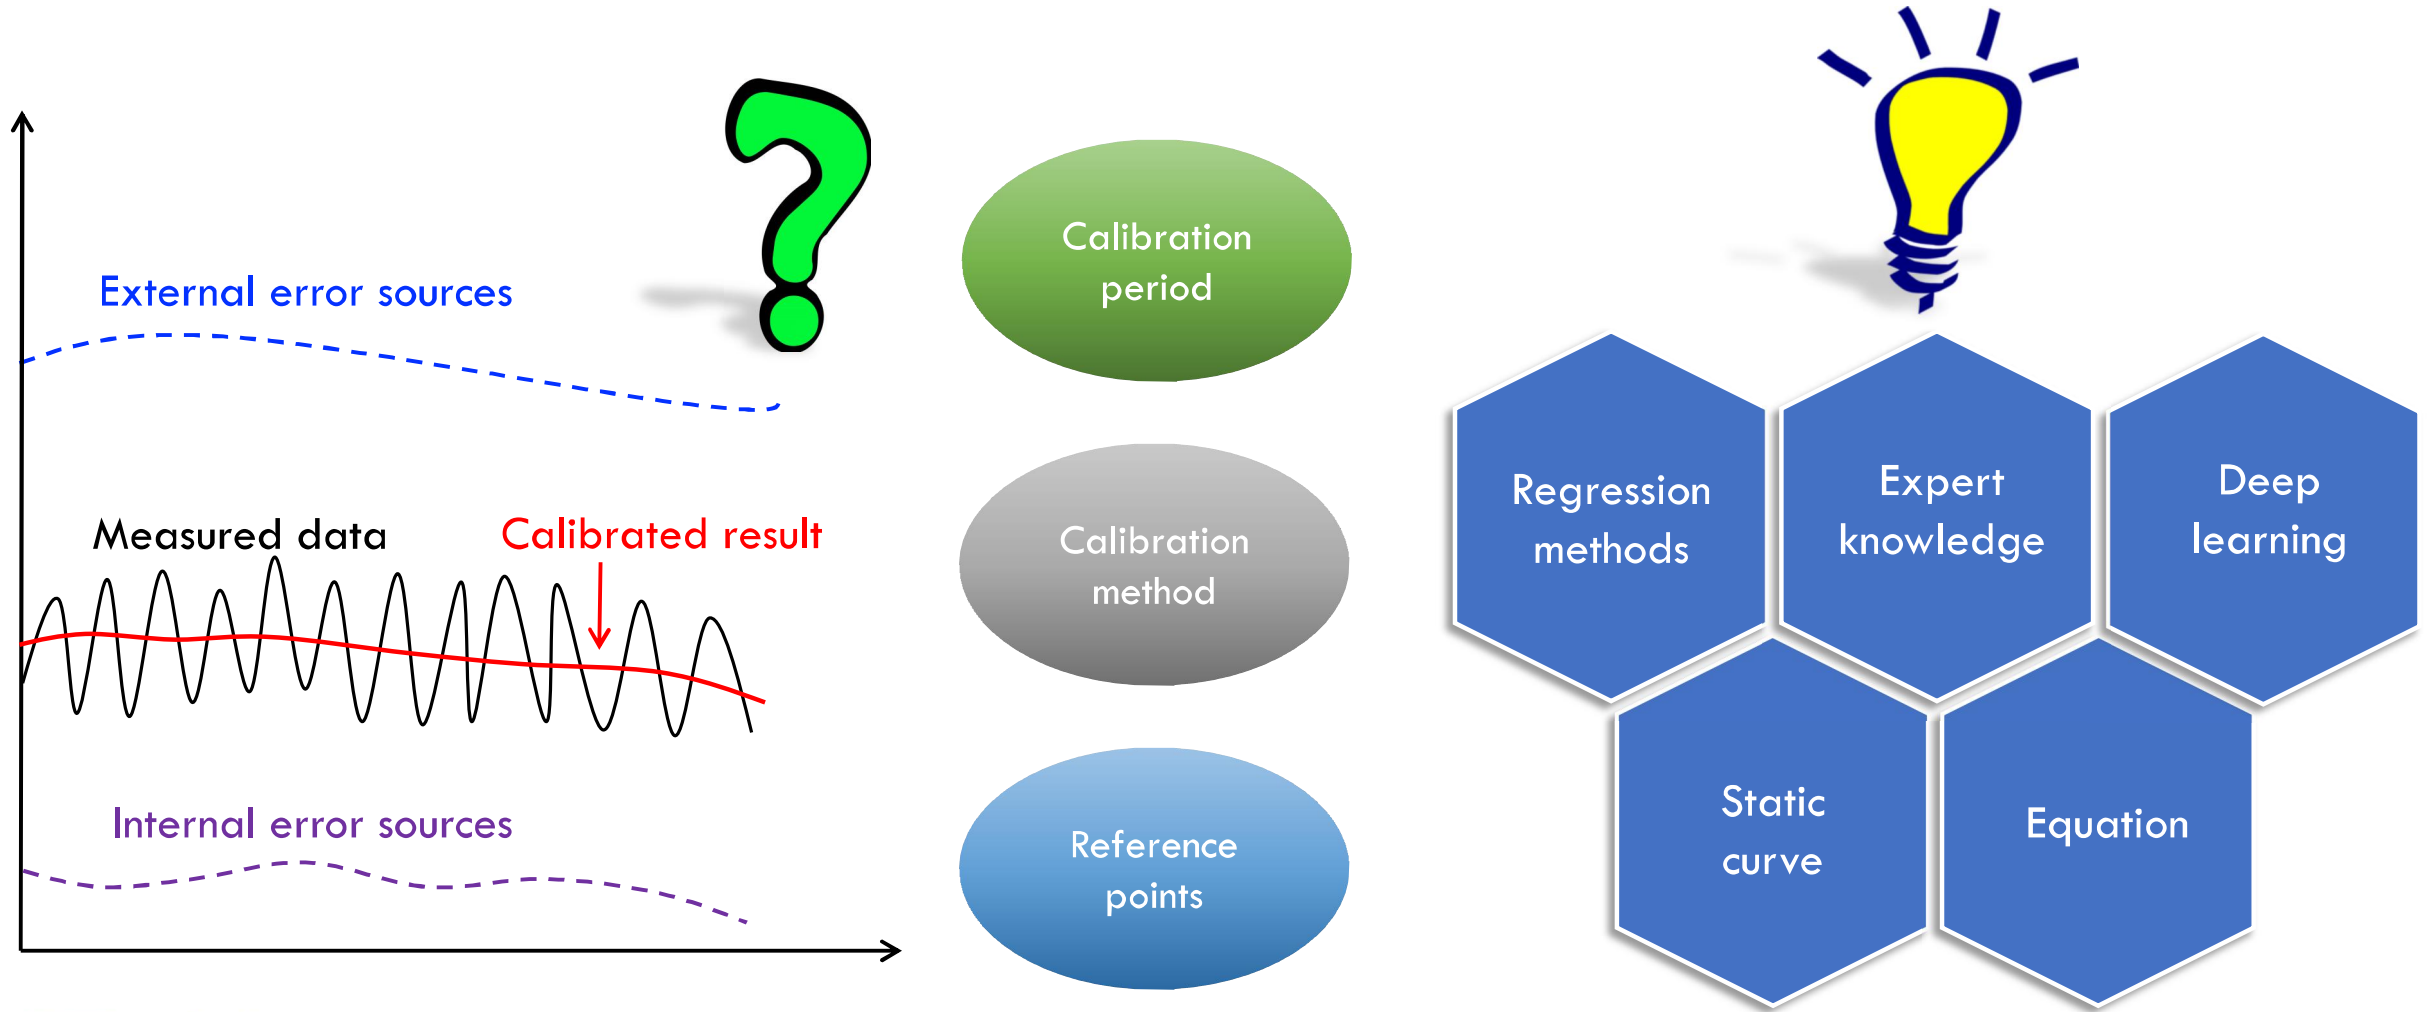 External error sources
Measured data
Calibrated result
Internal error sources
Calibration
period
Calibration
method
Reference
points
Regression
methods
Expert
knowledge
Deep
learning
Static
curve
Equation